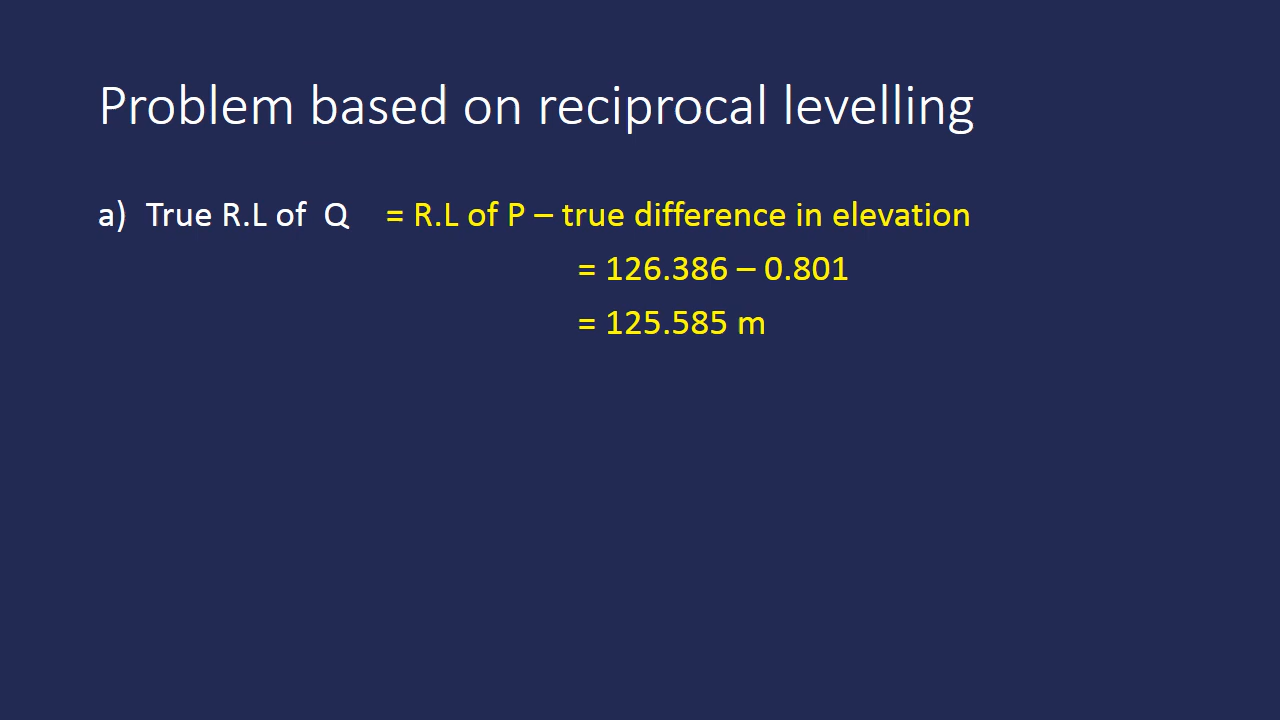 Problem based on reciprocal levelling
a) True R.L of Q = R.L of P – true difference in elevation
= 126.386 – 0.801
= 125.585 m